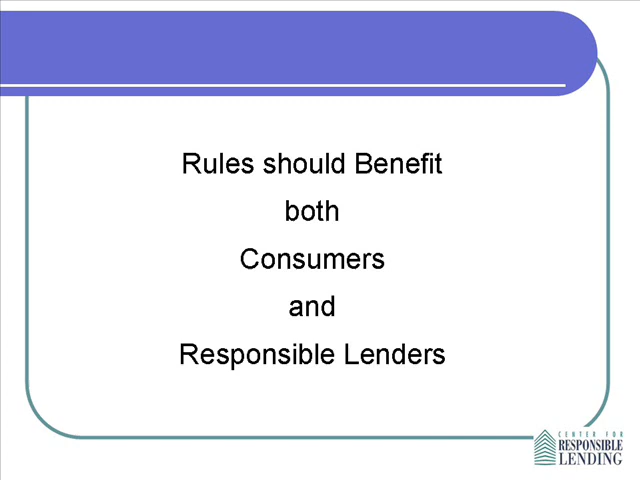 Rules should Benefit
both
Consumers
and
Responsible Lenders
CENTER FOR
RESPONSIBLE
LENDING